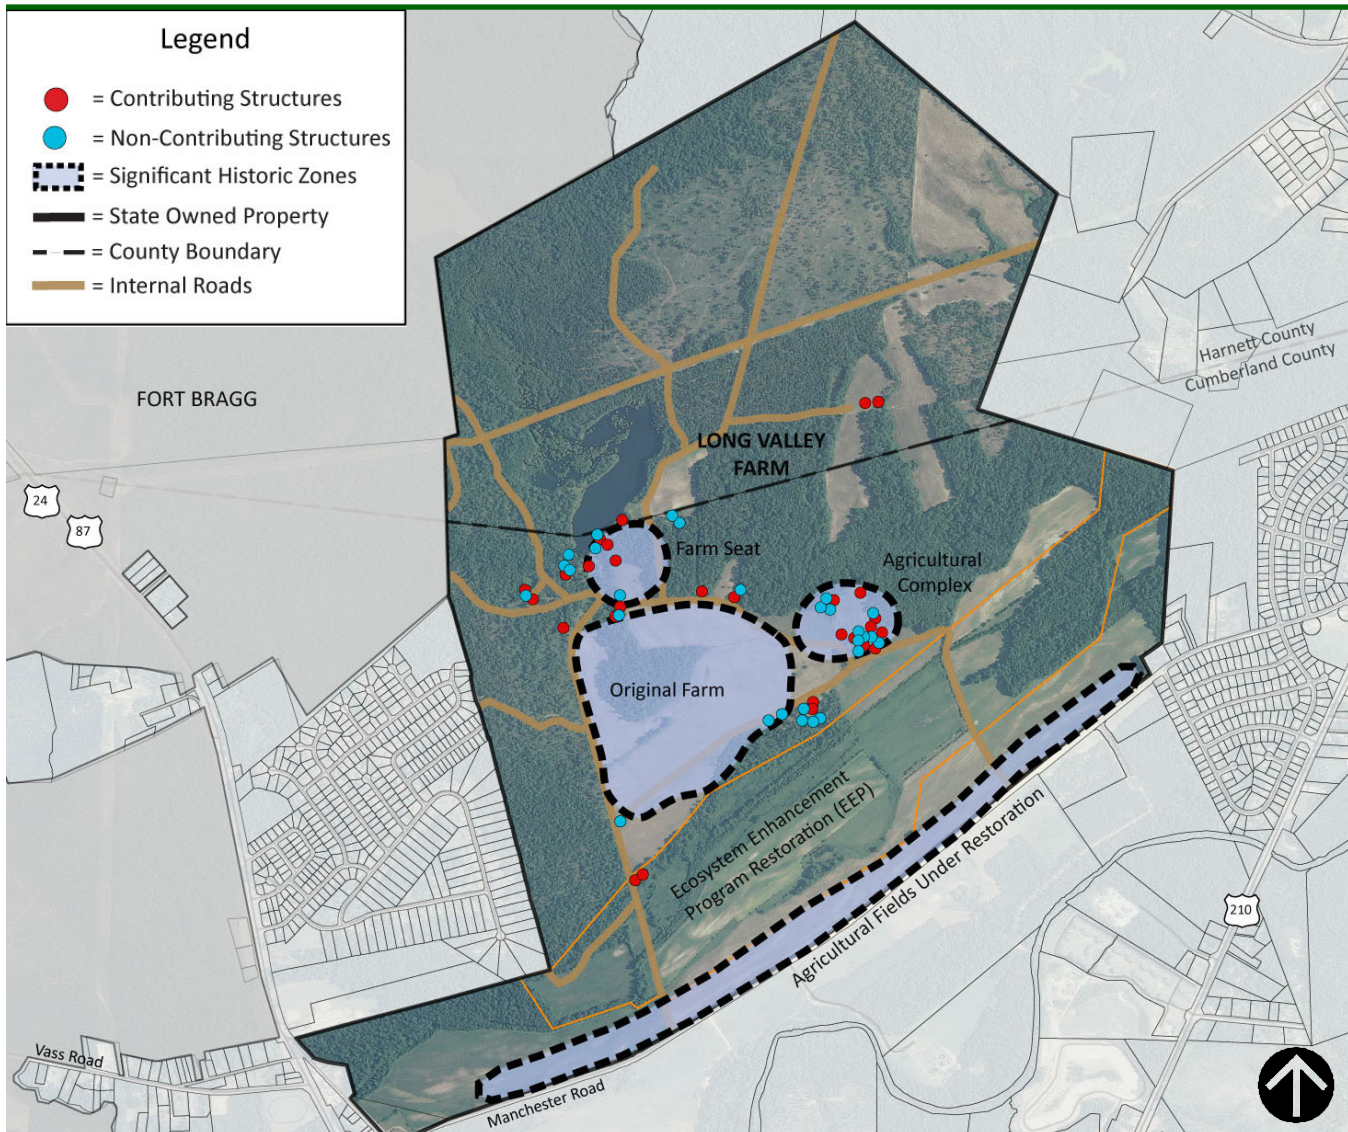 Legend
= Contributing Structures
= Non-Contributing Structures
= Significant Historic Zones
= State Owned Property
= County Boundary
= Internal Roads
FORT BRAGG
Harnett County
Cumberland County
LONG VALLEY
FARM
24
87
Farm Seat
Agricultural
Complex
Original Farm
Ecosystem Enhancement
Program Restoration (EEP)
Agricultural Fields Under Restoration
210
Vass Road
Manchester Road